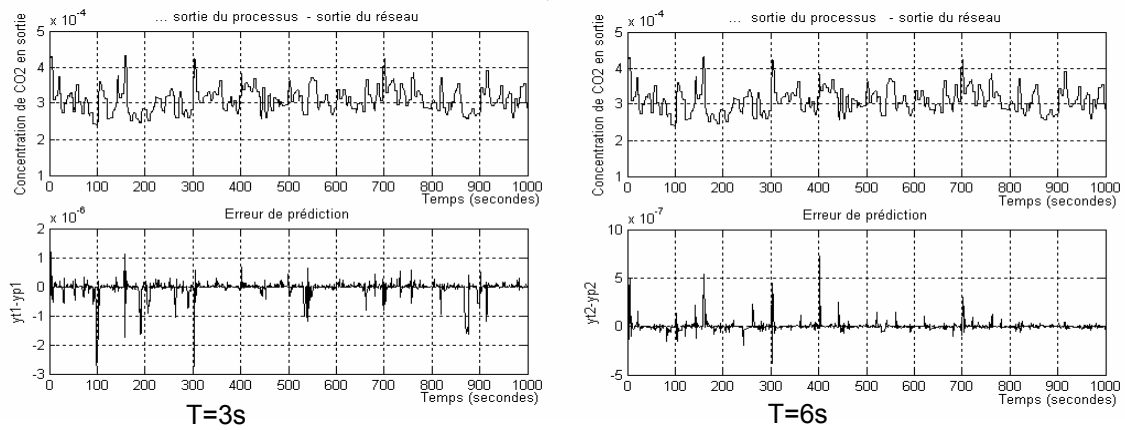 ... sortie du processus - sortie du réseau
x 10⁻⁴
Concentration de CO2 en sortie
5
4
3
2
1
0 100 200 300 400 500 600 700 800 900 1000
Temps (secondes)
Erreur de prédiction
x 10⁻⁶
yt1-yp1
2
1
0
-1
-2
-3
0 100 200 300 400 500 600 700 800 900 1000
Temps (secondes)
T=3s
... sortie du processus - sortie du réseau
x 10⁻⁴
Concentration de CO2 en sortie
5
4
3
2
1
0 100 200 300 400 500 600 700 800 900 1000
Temps (secondes)
Erreur de prédiction
x 10⁻⁷
yt2-yp2
10
5
0
-5
0 100 200 300 400 500 600 700 800 900 1000
Temps (secondes)
T=6s